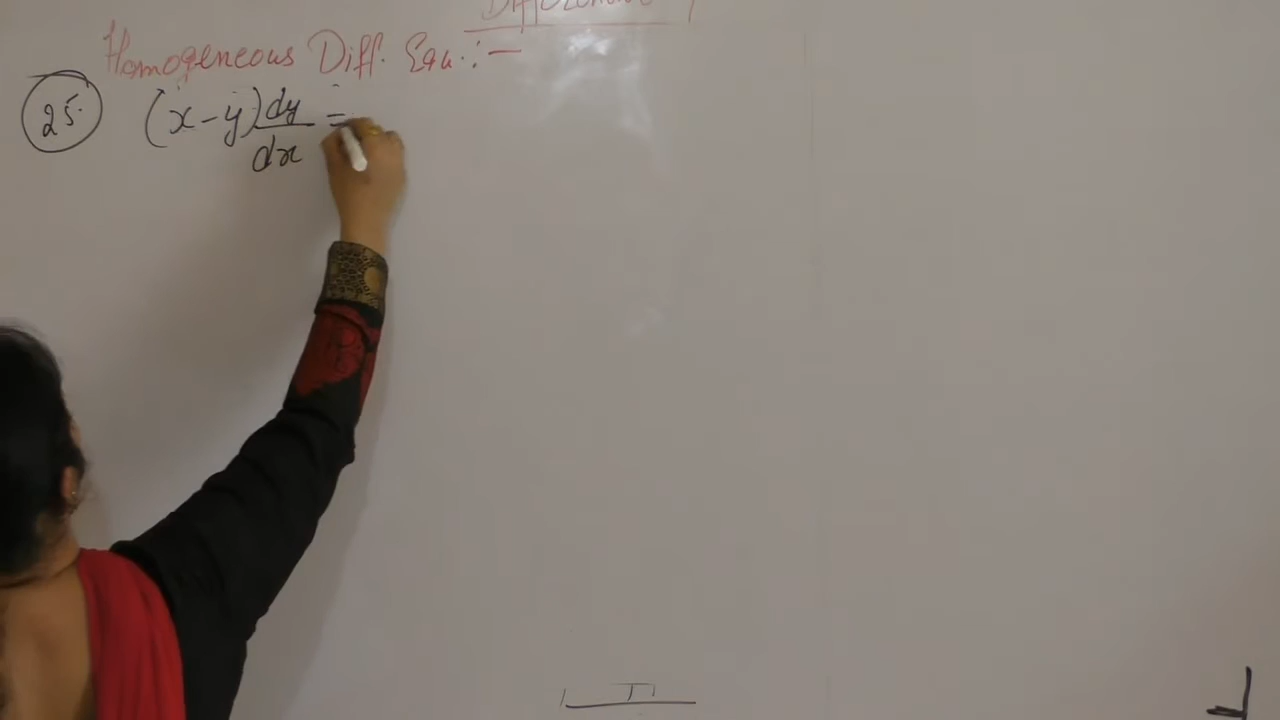 Homogeneous Diff. Equ.:-
25. (x-y)dy/dx =